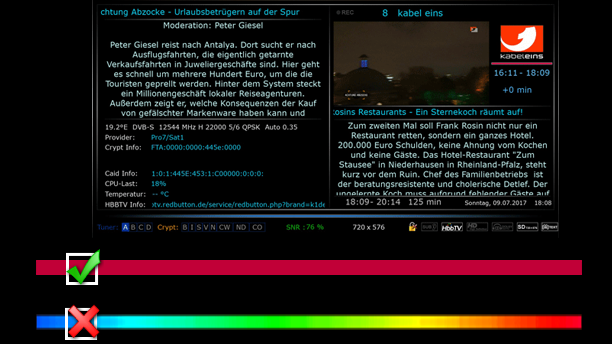 chtung Abzocke - Urlaubsbetrügern auf der Spur
Moderation: Peter Giesel
Peter Giesel reist nach Antalya. Dort sucht er nach
Ausflugsfahrten, die eigentlich getarnte
Verkaufsfahrten in Juweliergeschäfte sind. Hier geht
es schnell um mehrere Hundert Euro, um die die
Touristen geprellt werden. Hinter dem System steckt
ein Millionengeschäft lokaler Reiseagenturen.
Außerdem zeigt er, welche Konsequenzen der Kauf
von gefälschter Markenware haben kann und
19.2°E DVB-S 12544 MHz H 22000 5/6 QPSK Auto 0.35
Provider: Pro7/Sat1
Crypt Info: FTA:0000:0000:445e:0000
Caid Info: 1:0:1:445E:453:1:C00000:0:0:0:
CPU-Last: 18%
Temperatur: -- °C
HBBTV Info: :tv.redbutton.de/service/redbutton.php?brand=k1de
REC
8 kabel eins
kabeleins
16:11 - 18:09
+0 min
Rosins Restaurants - Ein Sternekoch räumt auf!
Zum zweiten Mal soll Frank Rosin nicht nur ein
Restaurant retten, sondern ein ganzes Hotel.
200.000 Euro Schulden, keine Ahnung vom Kochen
und keine Gäste. Das Hotel-Restaurant "Zum
Stausee" in Niederhausen in Rheinland-Pfalz, steht
kurz vor dem Ruin. Chef des Familienbetriebs ist
der beratungsresistente und cholerische Detlef. Der
ungelernte Koch muss aufgrund fehlender Gäste auf
18:09 - 20:14 125 min Sonntag, 09.07.2017 18:08
Tuner: A B C D Crypt: B I S V N CW ND CO SNR :76 % 720 x 576 HbbTV SD